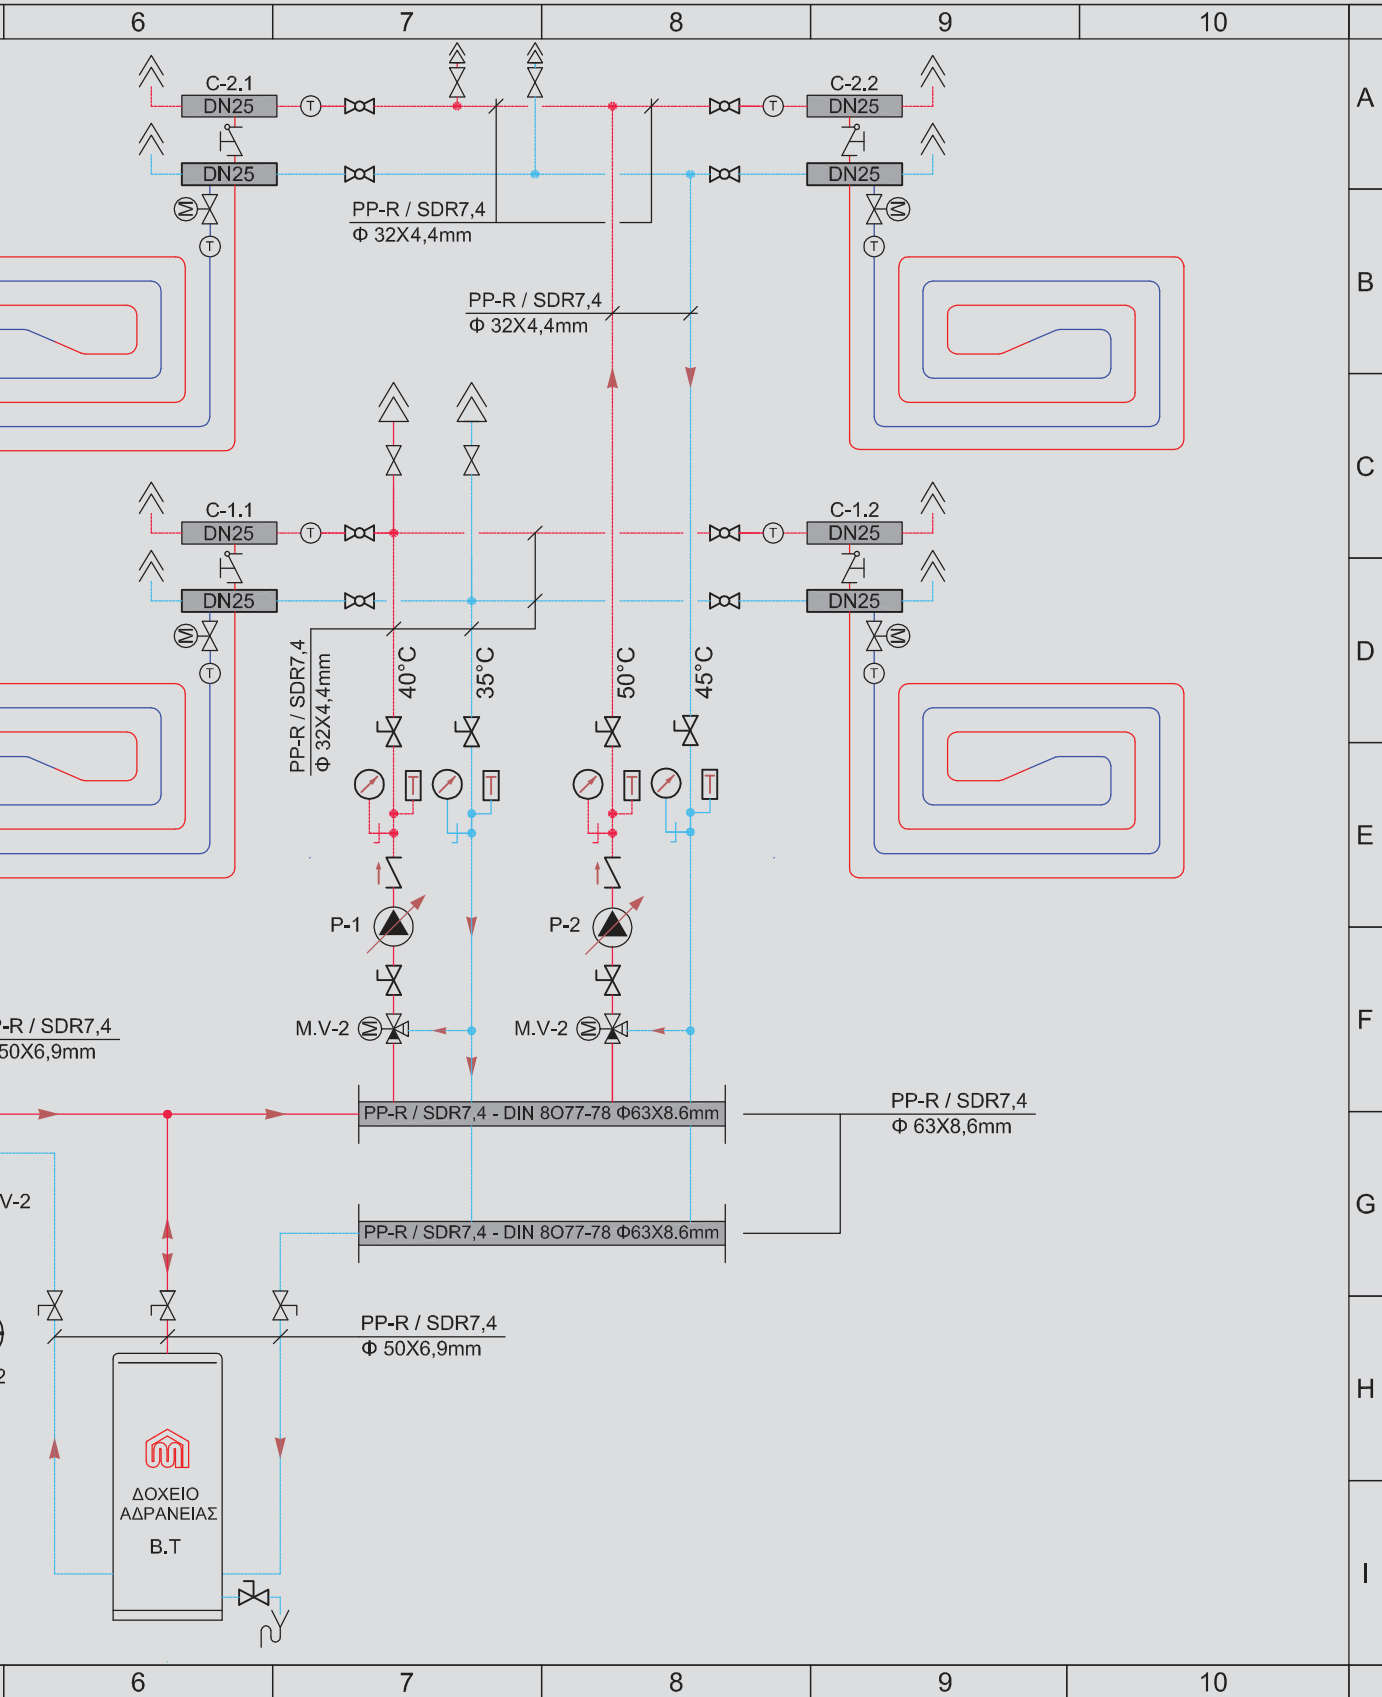 6 7 8 9 10
A
C-2.1
C-2.2
DN25
T
T
DN25
DN25
DN25
M
M
PP-R / SDR7,4
Φ 32X4,4mm
T
T
B
PP-R / SDR7,4
Φ 32X4,4mm
C
C-1.1
C-1.2
DN25
T
T
DN25
DN25
DN25
M
M
D
PP-R / SDR7,4
Φ 32X4,4mm
40°C
35°C
50°C
45°C
T
T
T
T
T
T
E
P-1
P-2
M.V-2
M
M.V-2
M
F
P-R / SDR7,4
50X6,9mm
PP-R / SDR7,4 - DIN 8O77-78 Φ63X8.6mm
PP-R / SDR7,4
Φ 63X8,6mm
V-2
G
PP-R / SDR7,4 - DIN 8O77-78 Φ63X8.6mm
PP-R / SDR7,4
Φ 50X6,9mm
2
H
ΔΟΧΕΙΟ
ΑΔΡΑΝΕΙΑΣ
Β.Τ
I
6 7 8 9 10